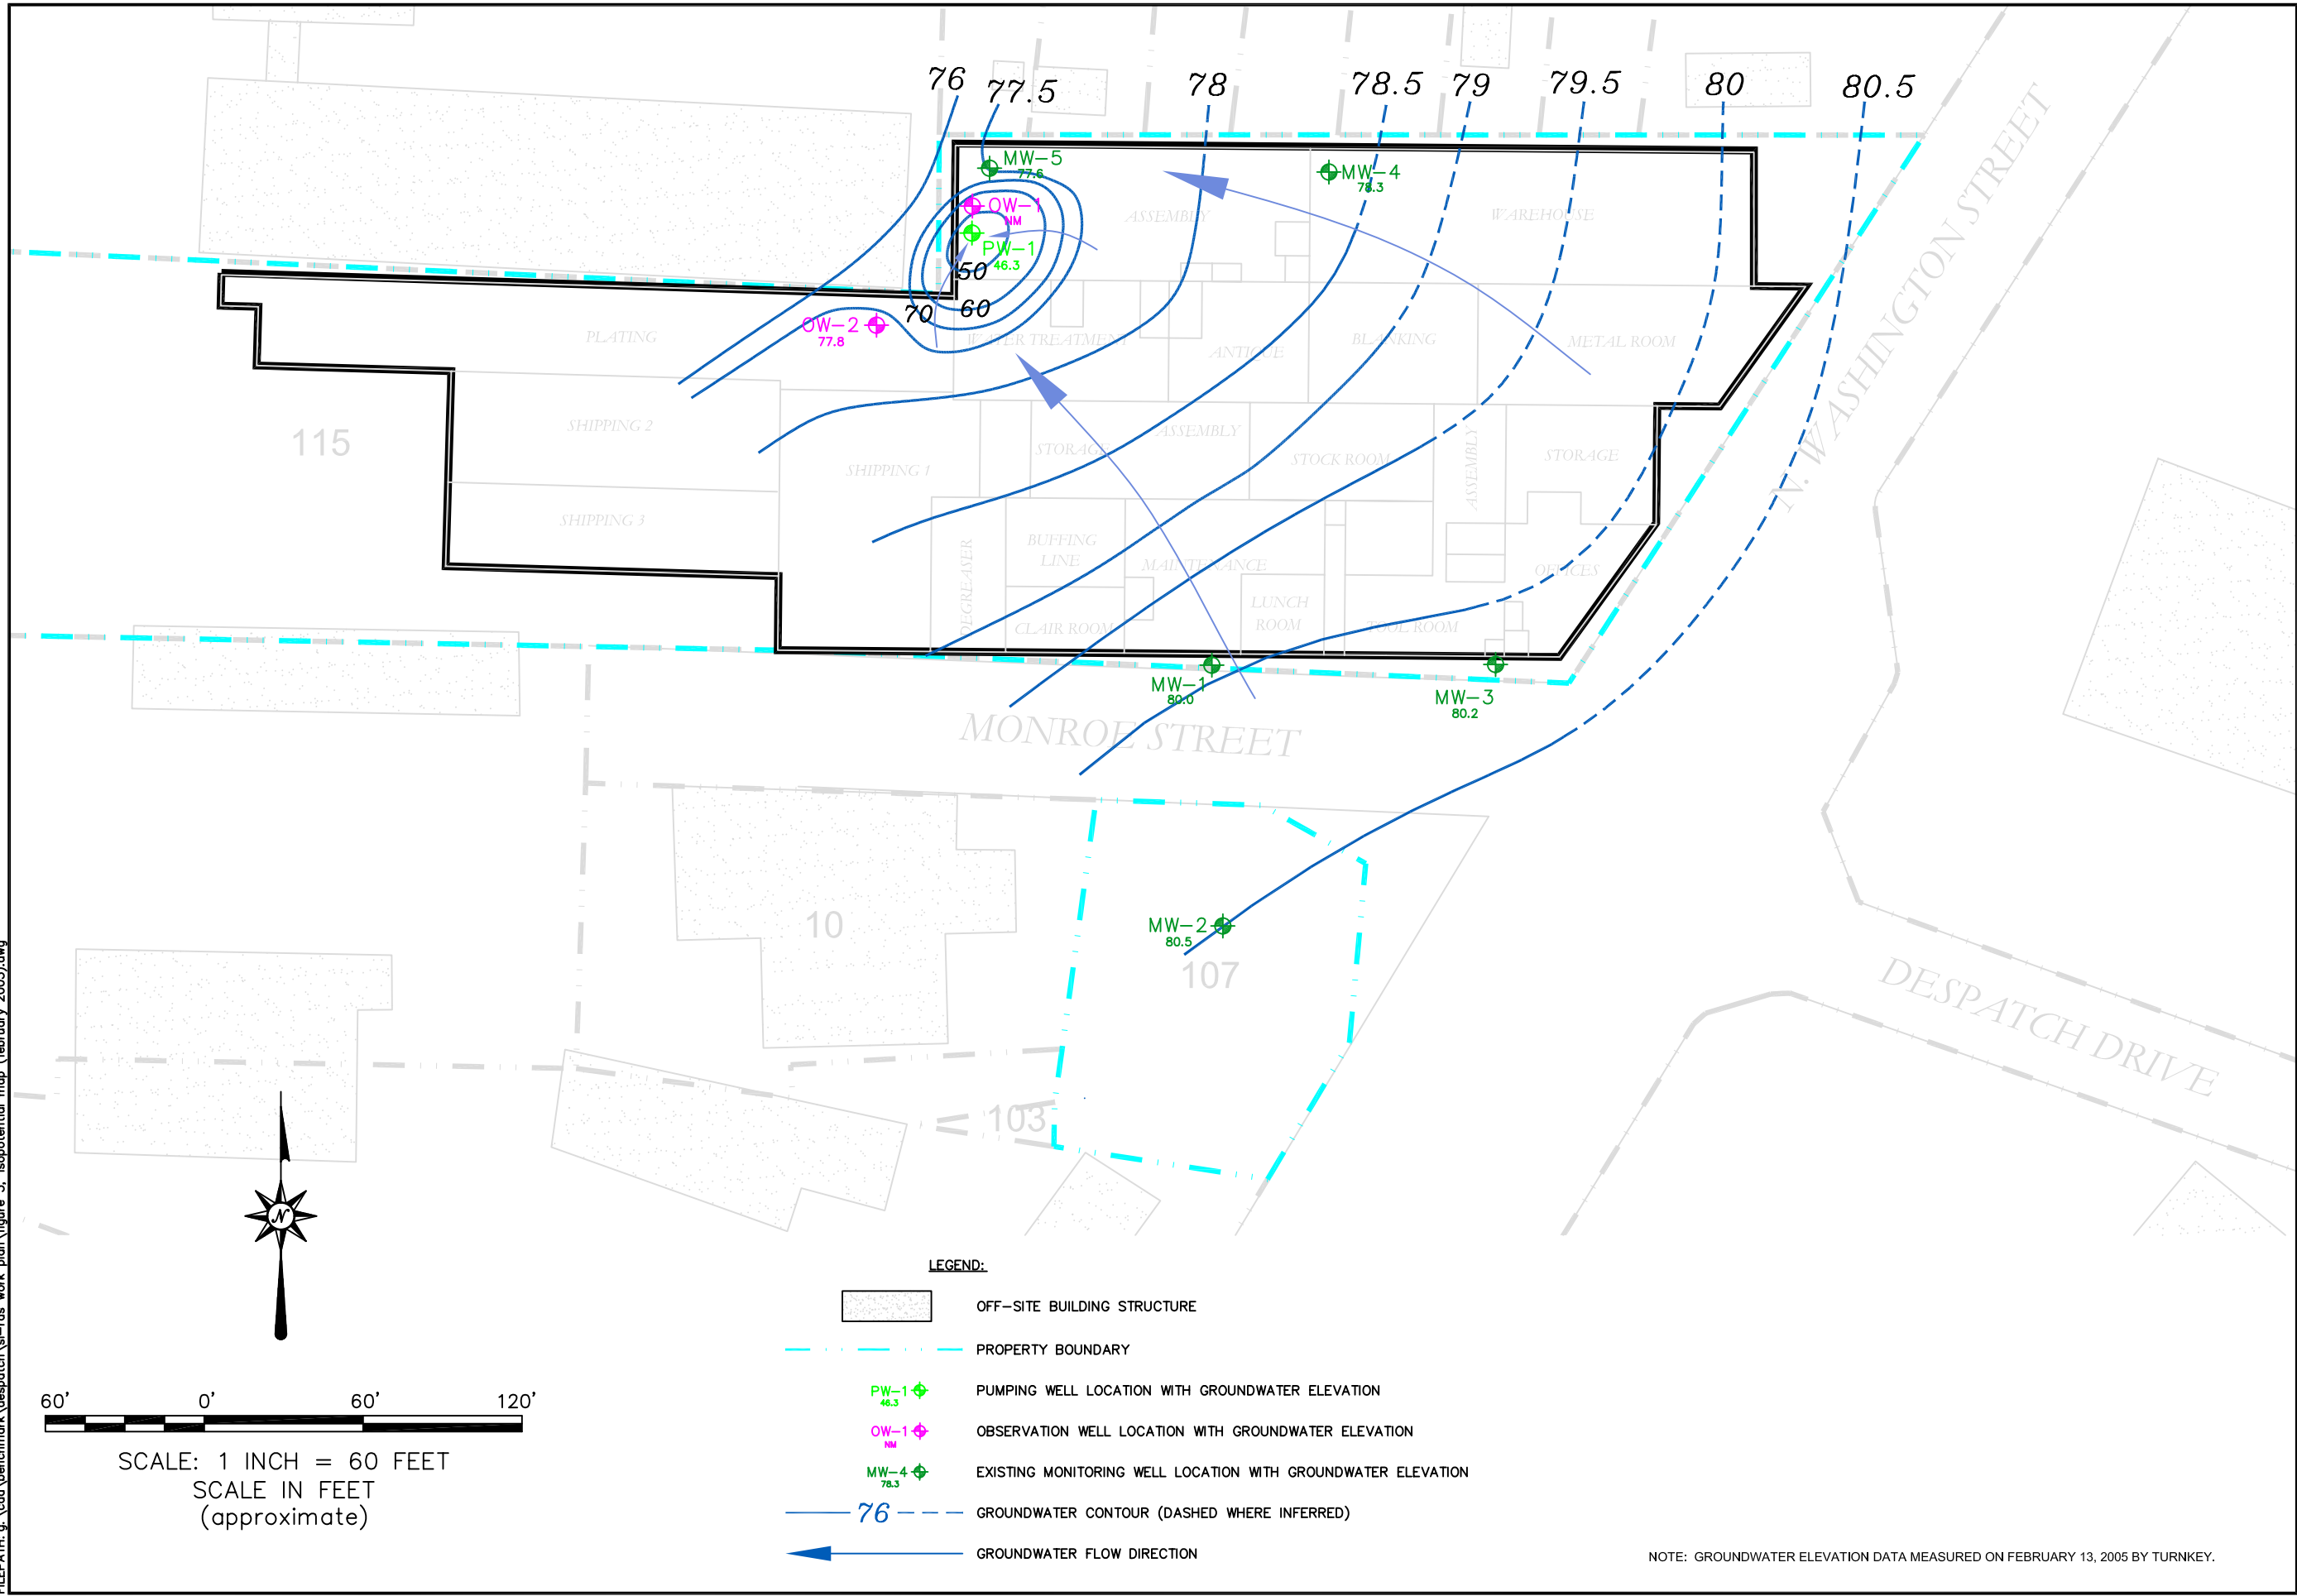 76
77.5
78
78.5
79
79.5
80
80.5
MW-5
77.6
MW-4
78.3
OW-1
NM
ASSEMBLY
WAREHOUSE
PW-1
46.3
50
60
70
OW-2
77.8
PLATING
WATER TREATMENT
ANTIQUE
BLANKING
METAL ROOM
N. WASHINGTON STREET
115
SHIPPING 2
SHIPPING 1
STORAGE
ASSEMBLY
STOCK ROOM
ASSEMBLY
STORAGE
SHIPPING 3
DEGREASER
BUFFING
LINE
MAINTENANCE
OFFICES
CLAIR ROOM
LUNCH
ROOM
TOOL ROOM
MW-1
80.0
MW-3
80.2
MONROE STREET
10
MW-2
80.5
107
DESPATCH DRIVE
103
N
60'
0'
60'
120'
SCALE: 1 INCH = 60 FEET
SCALE IN FEET
(approximate)
LEGEND:
OFF-SITE BUILDING STRUCTURE
PROPERTY BOUNDARY
PW-1
46.3
PUMPING WELL LOCATION WITH GROUNDWATER ELEVATION
OW-1
NM
OBSERVATION WELL LOCATION WITH GROUNDWATER ELEVATION
MW-4
78.3
EXISTING MONITORING WELL LOCATION WITH GROUNDWATER ELEVATION
76
GROUNDWATER CONTOUR (DASHED WHERE INFERRED)
GROUNDWATER FLOW DIRECTION
NOTE: GROUNDWATER ELEVATION DATA MEASURED ON FEBRUARY 13, 2005 BY TURNKEY.